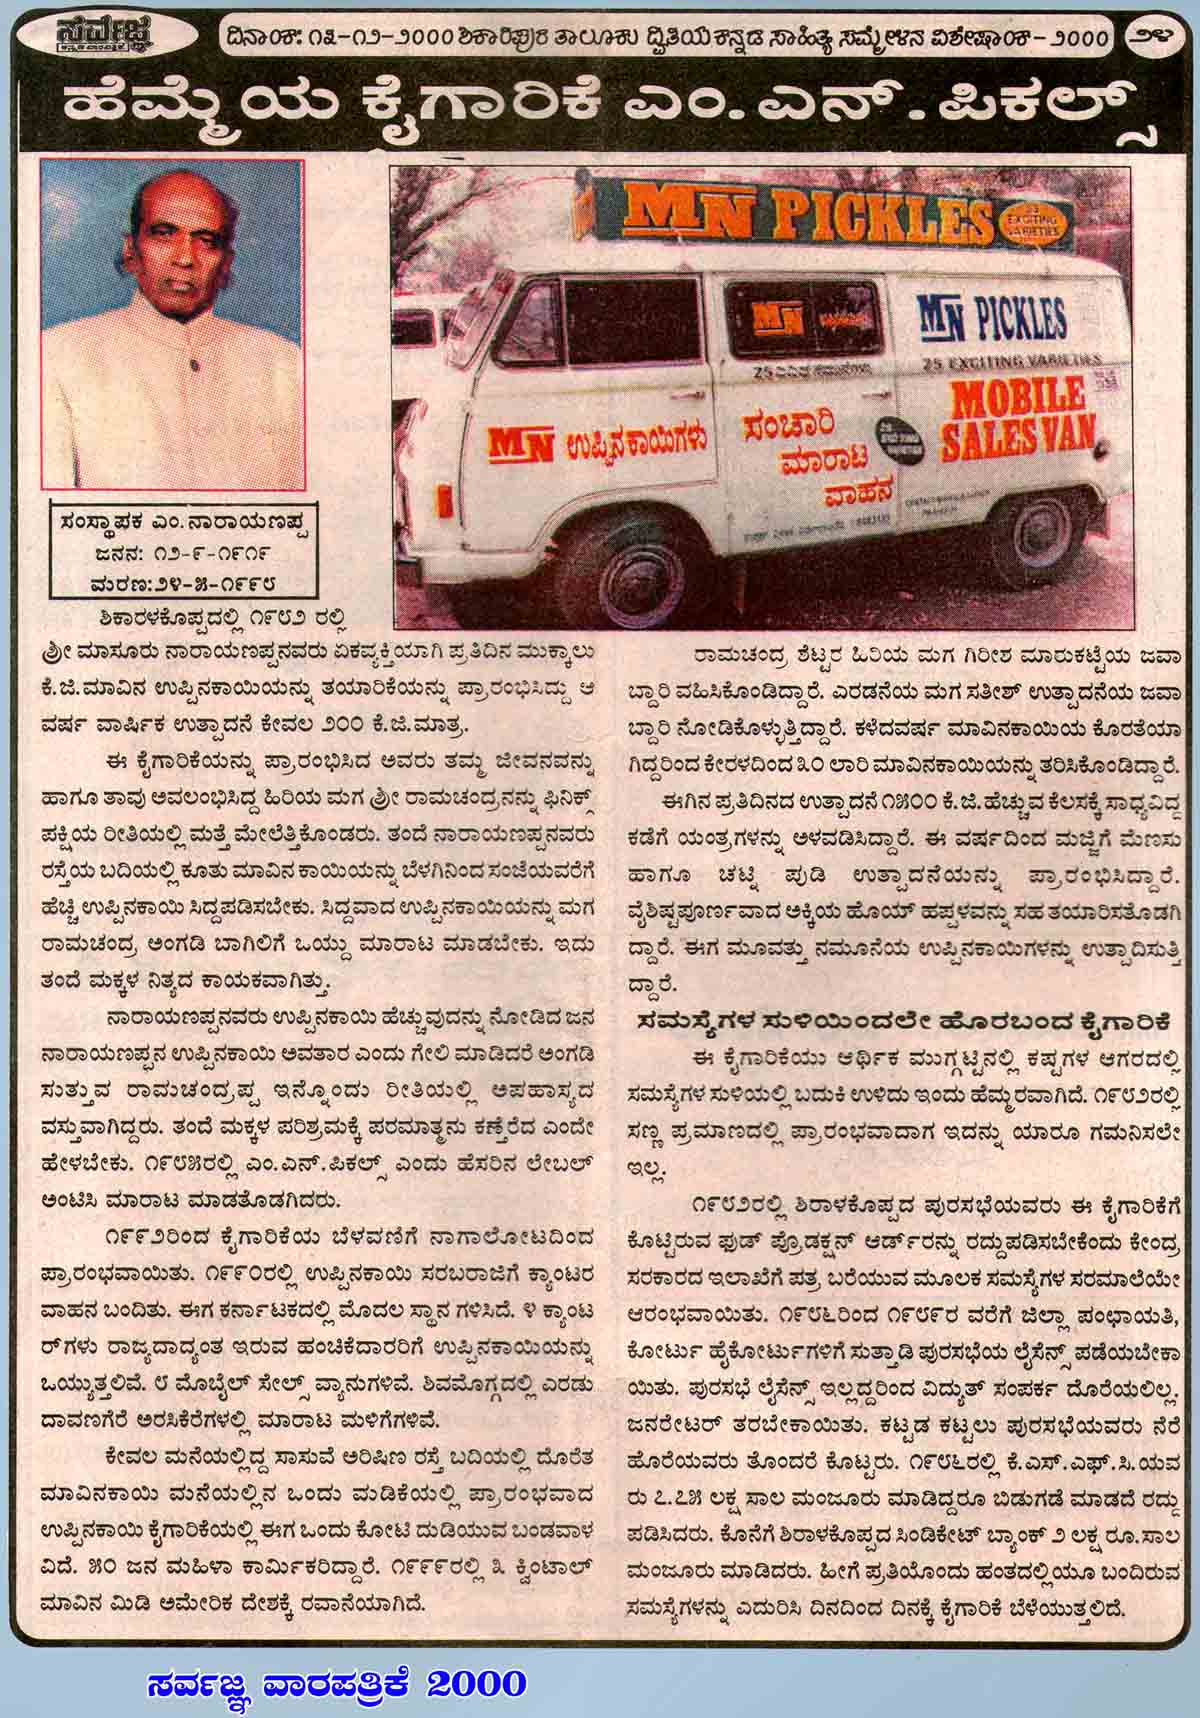 ಸರ್ವಜ್ಞ
ದಿನಾಂಕ: ೧೫-೧೨-೨೦೦೦ ಶಿಕಾರಿಪುರ ತಾಲೂಕು ದ್ವಿತೀಯ ಕನ್ನಡ ಸಾಹಿತ್ಯ ಸಮ್ಮೇಳನ ವಿಶೇಷಾಂಕ - ೨೦೦೦
೨೪
ಹೆಮ್ಮೆಯ ಕೈಗಾರಿಕೆ ಎಂ.ಎನ್.ಪಿಕಲ್ಸ್
MN PICKLES
25 EXCITING VARIETIES
MN
MN PICKLES
25 EXCITING VARIETIES
MOBILE
SALES VAN
MN ಉಪ್ಪಿನಕಾಯಿಗಳು
ಸಂಚಾರಿ
ಮಾರಾಟ
ವಾಹನ
ಸಂಸ್ಥಾಪಕ ಎಂ.ನಾರಾಯಣಪ್ಪ
ಜನನ: ೧೨-೯-೧೯೧೯
ಮರಣ:೨೪-೫-೧೯೯೮
ಶಿಕಾರಳಕೊಪ್ಪದಲ್ಲಿ ೧೯೮೨ ರಲ್ಲಿ
ಶ್ರೀ ಮಾಸೂರು ನಾರಾಯಣಪ್ಪನವರು ಏಕವ್ಯಕ್ತಿಯಾಗಿ ಪ್ರತಿದಿನ ಮುಕ್ಕಾಲು
ಕೆ.ಜಿ.ಮಾವಿನ ಉಪ್ಪಿನಕಾಯಿಯನ್ನು ತಯಾರಿಕೆಯನ್ನು ಪ್ರಾರಂಭಿಸಿದ್ದು ಆ
ವರ್ಷ ವಾರ್ಷಿಕ ಉತ್ಪಾದನೆ ಕೇವಲ ೨೦೦ ಕೆ.ಜಿ.ಮಾತ್ರ.
ಈ ಕೈಗಾರಿಕೆಯನ್ನು ಪ್ರಾರಂಭಿಸಿದ ಅವರು ತಮ್ಮ ಜೀವನವನ್ನು
ಹಾಗೂ ತಾವು ಅವಲಂಭಿಸಿದ್ದ ಹಿರಿಯ ಮಗ ಶ್ರೀ ರಾಮಚಂದ್ರನನ್ನು ಫಿನಿಕ್ಸ್
ಪಕ್ಷಿಯ ರೀತಿಯಲ್ಲಿ ಮತ್ತೆ ಮೇಲೆತ್ತಿಕೊಂಡರು. ತಂದೆ ನಾರಾಯಣಪ್ಪನವರು
ರಸ್ತೆಯ ಬದಿಯಲ್ಲಿ ಕೂತು ಮಾವಿನ ಕಾಯಿಯನ್ನು ಬೆಳಗಿನಿಂದ ಸಂಜೆಯವರೆಗೆ
ಹೆಚ್ಚಿ ಉಪ್ಪಿನಕಾಯಿ ಸಿದ್ದಪಡಿಸಬೇಕು. ಸಿದ್ದವಾದ ಉಪ್ಪಿನಕಾಯಿಯನ್ನು ಮಗ
ರಾಮಚಂದ್ರ ಅಂಗಡಿ ಬಾಗಿಲಿಗೆ ಒಯ್ದು ಮಾರಾಟ ಮಾಡಬೇಕು. ಇದು
ತಂದೆ ಮಕ್ಕಳ ನಿತ್ಯದ ಕಾಯಕವಾಗಿತ್ತು.
ನಾರಾಯಣಪ್ಪನವರು ಉಪ್ಪಿನಕಾಯಿ ಹೆಚ್ಚುವುದನ್ನು ನೋಡಿದ ಜನ
ನಾರಾಯಣಪ್ಪನ ಉಪ್ಪಿನಕಾಯಿ ಅವತಾರ ಎಂದು ಗೇಲಿ ಮಾಡಿದರೆ ಅಂಗಡಿ
ಸುತ್ತುವ ರಾಮಚಂದ್ರಪ್ಪ ಇನ್ನೊಂದು ರೀತಿಯಲ್ಲಿ ಅಪಹಾಸ್ಯದ
ವಸ್ತುವಾಗಿದ್ದರು. ತಂದೆ ಮಕ್ಕಳ ಪರಿಶ್ರಮಕ್ಕೆ ಪರಮಾತ್ಮನು ಕಣ್ತೆರೆದ ಎಂದೇ
ಹೇಳಬೇಕು. ೧೯೮೫ರಲ್ಲಿ ಎಂ.ಎನ್.ಪಿಕಲ್ಸ್ ಎಂದು ಹೆಸರಿನ ಲೇಬಲ್
ಅಂಟಿಸಿ ಮಾರಾಟ ಮಾಡತೊಡಗಿದರು.
೧೯೯೨ರಿಂದ ಕೈಗಾರಿಕೆಯ ಬೆಳವಣಿಗೆ ನಾಗಾಲೋಟದಿಂದ
ಪ್ರಾರಂಭವಾಯಿತು. ೧೯೯೦ರಲ್ಲಿ ಉಪ್ಪಿನಕಾಯಿ ಸರಬರಾಜಿಗೆ ಕ್ಯಾಂಟರ
ವಾಹನ ಬಂದಿತು. ಈಗ ಕರ್ನಾಟಕದಲ್ಲಿ ಮೊದಲ ಸ್ಥಾನ ಗಳಿಸಿದೆ. ೪ ಕ್ಯಾಂಟ
ರ್‌ಗಳು ರಾಜ್ಯದಾದ್ಯಂತ ಇರುವ ಹಂಚಿಕೆದಾರರಿಗೆ ಉಪ್ಪಿನಕಾಯಿಯನ್ನು
ಒಯ್ಯುತ್ತಲಿವೆ. ೮ ಮೊಬೈಲ್ ಸೇಲ್ಸ್ ವ್ಯಾನುಗಳಿವೆ. ಶಿವಮೊಗ್ಗದಲ್ಲಿ ಎರಡು
ದಾವಣಗೆರೆ ಅರಸಿಕೆರೆಗಳಲ್ಲಿ ಮಾರಾಟ ಮಳಿಗೆಗಳಿವೆ.
ಕೇವಲ ಮನೆಯಲ್ಲಿದ್ದ ಸಾಸುವೆ ಅರಿಷಿಣ ರಸ್ತೆ ಬದಿಯಲ್ಲಿ ದೊರೆತ
ಮಾವಿನಕಾಯಿ ಮನೆಯಲ್ಲಿನ ಒಂದು ಮಡಿಕೆಯಲ್ಲಿ ಪ್ರಾರಂಭವಾದ
ಉಪ್ಪಿನಕಾಯಿ ಕೈಗಾರಿಕೆಯಲ್ಲಿ ಈಗ ಒಂದು ಕೋಟಿ ದುಡಿಯುವ ಬಂಡವಾಳ
ವಿದೆ. ೫೦ ಜನ ಮಹಿಳಾ ಕಾರ್ಮಿಕರಿದ್ದಾರೆ. ೧೯೯೯ರಲ್ಲಿ ೩ ಕ್ವಿಂಟಾಲ್
ಮಾವಿನ ಮಿಡಿ ಅಮೇರಿಕ ದೇಶಕ್ಕೆ ರವಾನೆಯಾಗಿದೆ.
ರಾಮಚಂದ್ರ ಶೆಟ್ಟರ ಹಿರಿಯ ಮಗ ಗಿರೀಶ ಮಾರುಕಟ್ಟೆಯ ಜವಾ
ಬ್ದಾರಿ ವಹಿಸಿಕೊಂಡಿದ್ದಾರೆ. ಎರಡನೆಯ ಮಗ ಸತೀಶ್ ಉತ್ಪಾದನೆಯ ಜವಾ
ಬ್ದಾರಿ ನೋಡಿಕೊಳ್ಳುತ್ತಿದ್ದಾರೆ. ಕಳೆದವರ್ಷ ಮಾವಿನಕಾಯಿಯ ಕೊರತೆಯಾ
ಗಿದ್ದರಿಂದ ಕೇರಳದಿಂದ ೩೦ ಲಾರಿ ಮಾವಿನಕಾಯಿಯನ್ನು ತರಿಸಿಕೊಂಡಿದ್ದಾರೆ.
ಈಗಿನ ಪ್ರತಿದಿನದ ಉತ್ಪಾದನೆ ೧೫೦೦ ಕೆ.ಜಿ.ಹೆಚ್ಚುವ ಕೆಲಸಕ್ಕೆ ಸಾಧ್ಯವಿದ್ದ
ಕಡೆಗೆ ಯಂತ್ರಗಳನ್ನು ಅಳವಡಿಸಿದ್ದಾರೆ. ಈ ವರ್ಷದಿಂದ ಮಜ್ಜಿಗೆ ಮೆಣಸು
ಹಾಗೂ ಚಟ್ನಿ ಪುಡಿ ಉತ್ಪಾದನೆಯನ್ನು ಪ್ರಾರಂಭಿಸಿದ್ದಾರೆ.
ವೈಶಿಷ್ಟಪೂರ್ಣವಾದ ಅಕ್ಕಿಯ ಹೊಯ್ ಹಪ್ಪಳವನ್ನು ಸಹ ತಯಾರಿಸತೊಡಗಿ
ದ್ದಾರೆ. ಈಗ ಮೂವತ್ತು ನಮೂನೆಯ ಉಪ್ಪಿನಕಾಯಿಗಳನ್ನು ಉತ್ಪಾದಿಸುತ್ತಿ
ದ್ದಾರೆ.
ಸಮಸ್ಯೆಗಳ ಸುಳಿಯಿಂದಲೇ ಹೊರಬಂದ ಕೈಗಾರಿಕೆ
ಈ ಕೈಗಾರಿಕೆಯು ಆರ್ಥಿಕ ಮುಗ್ಗಟ್ಟಿನಲ್ಲಿ ಕಷ್ಟಗಳ ಆಗರದಲ್ಲಿ
ಸಮಸ್ಯೆಗಳ ಸುಳಿಯಲ್ಲಿ ಬದುಕಿ ಉಳಿದು ಇಂದು ಹೆಮ್ಮರವಾಗಿದೆ. ೧೯೮೨ರಲ್ಲಿ
ಸಣ್ಣ ಪ್ರಮಾಣದಲ್ಲಿ ಪ್ರಾರಂಭವಾದಾಗ ಇದನ್ನು ಯಾರೂ ಗಮನಿಸಲೇ
ಇಲ್ಲ.
೧೯೮೨ರಲ್ಲಿ ಶಿರಾಳಕೊಪ್ಪದ ಪುರಸಭೆಯವರು ಈ ಕೈಗಾರಿಕೆಗೆ
ಕೊಟ್ಟಿರುವ ಫುಡ್ ಪ್ರೊಡಕ್ಷನ್ ಆರ್ಡ್‌ರನ್ನು ರದ್ದುಪಡಿಸಬೇಕೆಂದು ಕೇಂದ್ರ
ಸರಕಾರದ ಇಲಾಖೆಗೆ ಪತ್ರ ಬರೆಯುವ ಮೂಲಕ ಸಮಸ್ಯೆಗಳ ಸರಮಾಲೆಯೇ
ಆರಂಭವಾಯಿತು. ೧೯೮೬ರಿಂದ ೧೯೮೯ರ ವರೆಗೆ ಜಿಲ್ಲಾ ಪಂಛಾಯತಿ,
ಕೋರ್ಟು ಹೈಕೋರ್ಟುಗಳಿಗೆ ಸುತ್ತಾಡಿ ಪುರಸಭೆಯ ಲೈಸೆನ್ಸ್ ಪಡೆಯಬೇಕಾ
ಯಿತು. ಪುರಸಭೆ ಲೈಸೆನ್ಸ್ ಇಲ್ಲದ್ದರಿಂದ ವಿದ್ಯುತ್ ಸಂಪರ್ಕ ದೊರೆಯಲಿಲ್ಲ.
ಜನರೇಟರ್ ತರಬೇಕಾಯಿತು. ಕಟ್ಟಡ ಕಟ್ಟಲು ಪುರಸಭೆಯವರು ನೆರೆ
ಹೊರೆಯವರು ತೊಂದರೆ ಕೊಟ್ಟರು. ೧೯೮೬ರಲ್ಲಿ ಕೆ.ಎಸ್.ಎಫ್.ಸಿ.ಯವ
ರು ೭.೭೫ ಲಕ್ಷ ಸಾಲ ಮಂಜೂರು ಮಾಡಿದ್ದರೂ ಬಿಡುಗಡೆ ಮಾಡದೆ ರದ್ದು
ಪಡಿಸಿದರು. ಕೊನೆಗೆ ಶಿರಾಳಕೊಪ್ಪದ ಸಿಂಡಿಕೇಟ್ ಬ್ಯಾಂಕ್ ೨ ಲಕ್ಷ ರೂ.ಸಾಲ
ಮಂಜೂರು ಮಾಡಿದರು. ಹೀಗೆ ಪ್ರತಿಯೊಂದು ಹಂತದಲ್ಲಿಯೂ ಬಂದಿರುವ
ಸಮಸ್ಯೆಗಳನ್ನು ಎದುರಿಸಿ ದಿನದಿಂದ ದಿನಕ್ಕೆ ಕೈಗಾರಿಕೆ ಬೆಳೆಯುತ್ತಲಿದೆ.
ಸರ್ವಜ್ಞ ವಾರಪತ್ರಿಕೆ 2000